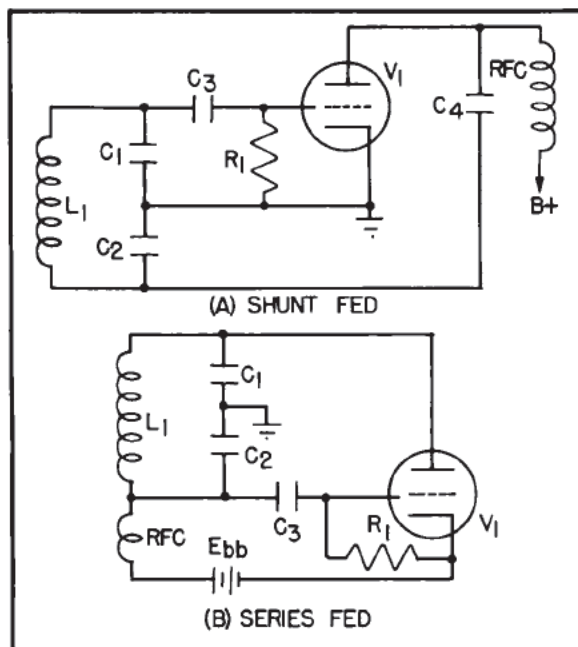 V1
RFC
C3
C4
C1
R1
L1
B+
C2
(A) SHUNT FED
C1
L1
C2
C3
R1
V1
RFC
Ebb
(B) SERIES FED